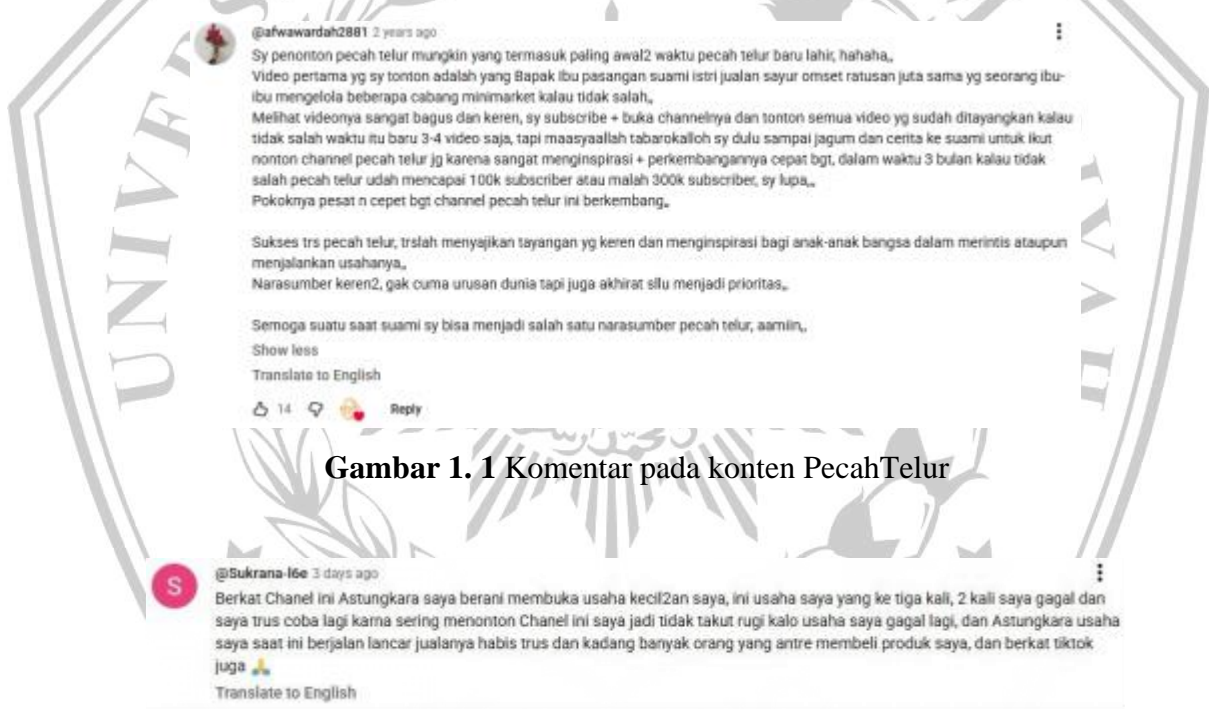 @afwawardah2881 2 years ago
Sy penonton pecah telur mungkin yang termasuk paling awal2 waktu pecah telur baru lahir, hahaha,,
Video pertama yg sy tonton adalah yang Bapak Ibu pasangan suami istri jualan sayur omset ratusan juta sama yg seorang ibu-
ibu mengelola beberapa cabang minimarket kalau tidak salah,,
Melihat videonya sangat bagus dan keren, sy subscribe + buka channelnya dan tonton semua video yg sudah ditayangkan kalau
tidak salah waktu itu baru 3-4 video saja, tapi maasyaallah tabarokalloh sy dulu sampai jagum dan cerita ke suami untuk ikut
nonton channel pecah telur jg karena sangat menginspirasi + perkembangannya cepat bgt, dalam waktu 3 bulan kalau tidak
salah pecah telur udah mencapai 100k subscriber atau malah 300k subscriber, sy lupa,,,
Pokoknya pesat n cepet bgt channel pecah telur ini berkembang,,
Sukses trs pecah telur, trslah menyajikan tayangan yg keren dan menginspirasi bagi anak-anak bangsa dalam merintis ataupun
menjalankan usahanya,,
Narasumber keren2, gak cuma urusan dunia tapi juga akhirat sllu menjadi prioritas,,
Semoga suatu saat suami sy bisa menjadi salah satu narasumber pecah telur, aamiin,,
Show less
Translate to English
14 Reply
Gambar 1. 1 Komentar pada konten PecahTelur
S
@Sukrana-l6e 3 days ago
Berkat Chanel ini Astungkara saya berani membuka usaha kecil2an saya, ini usaha saya yang ke tiga kali, 2 kali saya gagal dan
saya trus coba lagi karna sering menonton Chanel ini saya jadi tidak takut rugi kalo usaha saya gagal lagi, dan Astungkara usaha
saya saat ini berjalan lancar jualanya habis trus dan kadang banyak orang yang antre membeli produk saya, dan berkat tiktok
juga 🙏
Translate to English